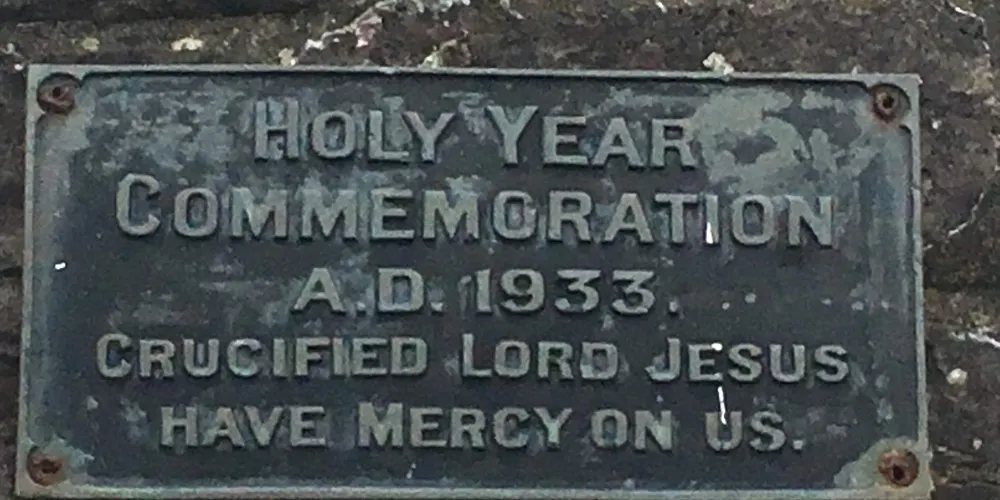 HOLY YEAR
COMMEMORATION
A.D. 1933.
CRUCIFIED LORD JESUS
HAVE MERCY ON US.